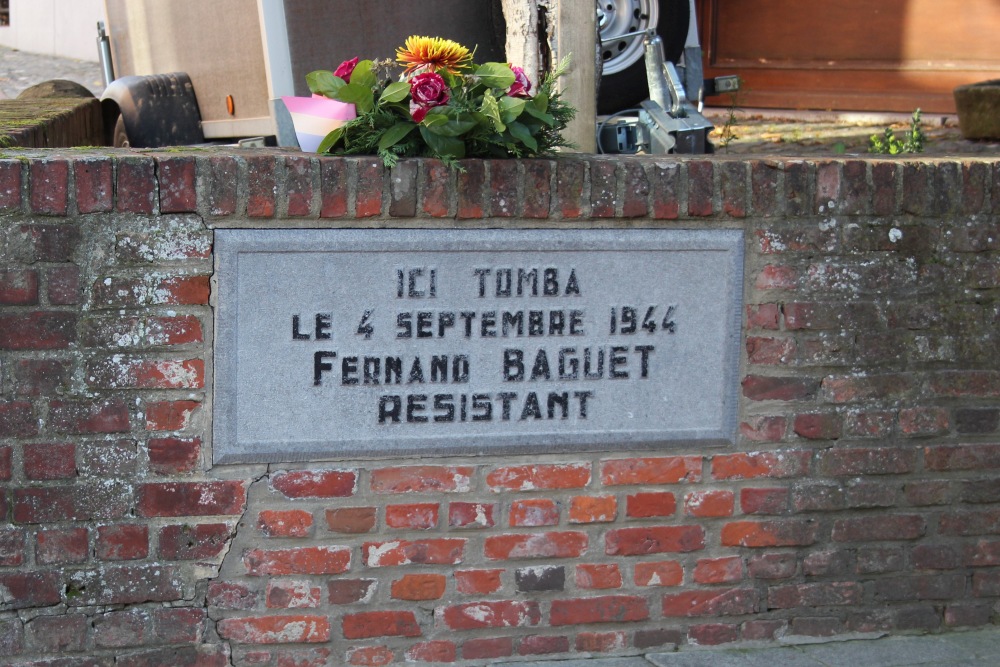 ICI TOMBA
LE 4 SEPTEMBRE 1944
FERNAND BAGUET
RESISTANT